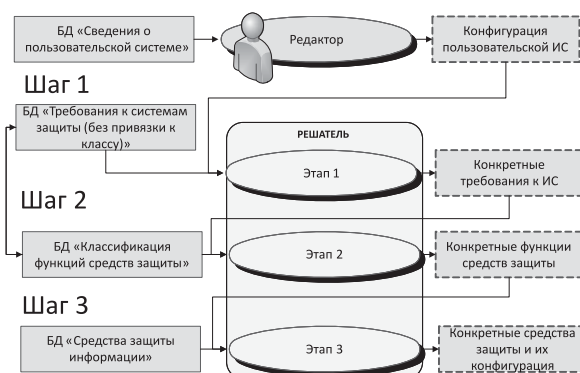 БД «Сведения о
пользовательской системе»
Редактор
Конфигурация
пользовательской ИС
Шаг 1
БД «Требования к системам
защиты (без привязки к
классу)»
РЕШАТЕЛЬ
Этап 1
Конкретные
требования к ИС
Шаг 2
БД «Классификация
функций средств защиты»
Этап 2
Конкретные функции
средств защиты
Шаг 3
БД «Средства защиты
информации»
Этап 3
Конкретные средства
защиты и их
конфигурация